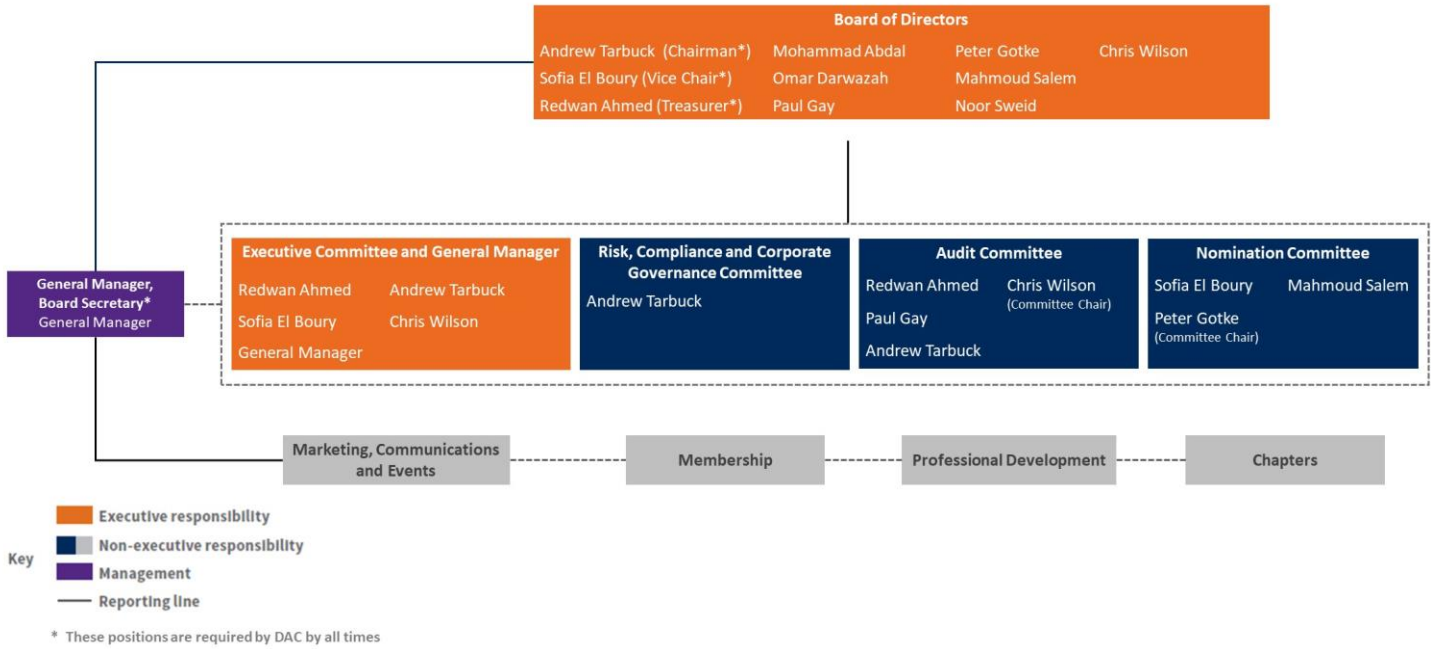 Board of Directors
Andrew Tarbuck (Chairman*)
Sofia El Boury (Vice Chair*)
Redwan Ahmed (Treasurer*)
Mohammad Abdal
Omar Darwazah
Paul Gay
Peter Gotke
Mahmoud Salem
Noor Sweid
Chris Wilson
General Manager,
Board Secretary*
General Manager
Executive Committee and General Manager
Redwan Ahmed
Sofia El Boury
General Manager
Andrew Tarbuck
Chris Wilson
Risk, Compliance and Corporate
Governance Committee
Andrew Tarbuck
Audit Committee
Redwan Ahmed
Paul Gay
Andrew Tarbuck
Chris Wilson
(Committee Chair)
Nomination Committee
Sofia El Boury
Peter Gotke
(Committee Chair)
Mahmoud Salem
Marketing, Communications
and Events
Membership
Professional Development
Chapters
Key
Executive responsibility
Non-executive responsibility
Management
Reporting line
* These positions are required by DAC by all times